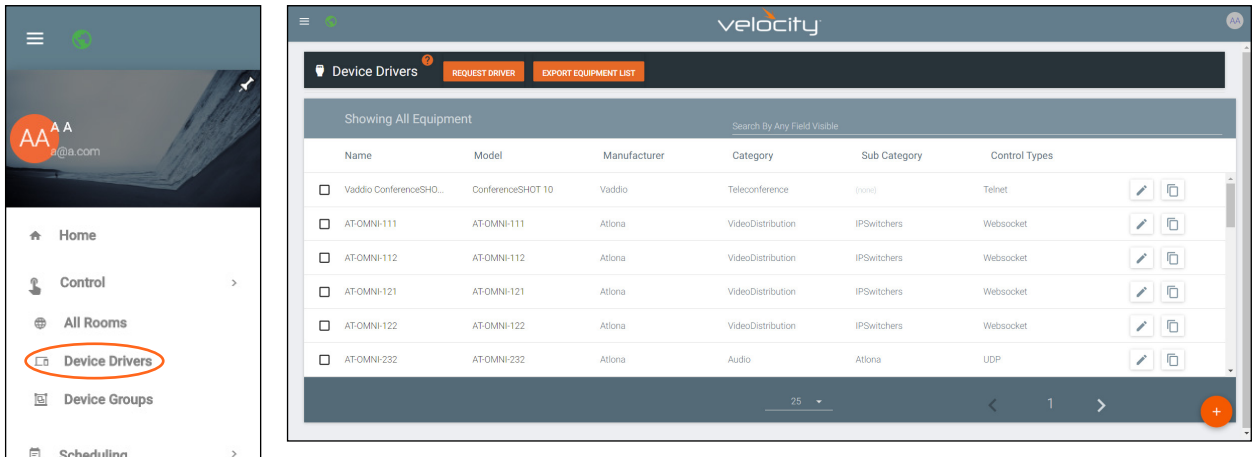 AA
A A
a@a.com
Home
Control
All Rooms
Device Drivers
Device Groups
Scheduling
velocity
AA
Device Drivers
?
REQUEST DRIVER
EXPORT EQUIPMENT LIST
Showing All Equipment
Search By Any Field Visible
Name Model Manufacturer Category Sub Category Control Types
Vaddio ConferenceSHO... ConferenceSHOT 10 Vaddio Teleconference (none) Telnet
AT-OMNI-111 AT-OMNI-111 Atlona VideoDistribution IPSwitchers Websocket
AT-OMNI-112 AT-OMNI-112 Atlona VideoDistribution IPSwitchers Websocket
AT-OMNI-121 AT-OMNI-121 Atlona VideoDistribution IPSwitchers Websocket
AT-OMNI-122 AT-OMNI-122 Atlona VideoDistribution IPSwitchers Websocket
AT-OMNI-232 AT-OMNI-232 Atlona Audio Atlona UDP
25 1
+